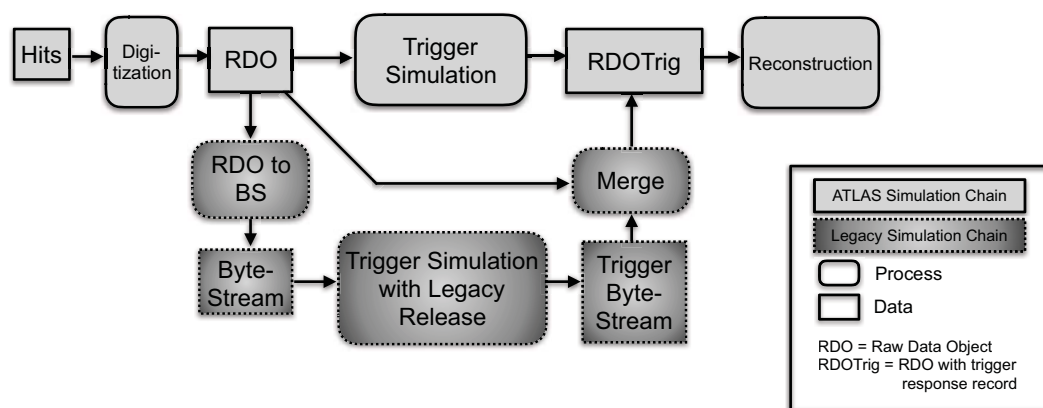 Hits
Digi-
tization
RDO
Trigger
Simulation
RDOTrig
Reconstruction
RDO to
BS
Merge
Byte-
Stream
Trigger Simulation
with Legacy
Release
Trigger
Byte-
Stream
ATLAS Simulation Chain
Legacy Simulation Chain
Process
Data
RDO = Raw Data Object
RDOTrig = RDO with trigger
response record